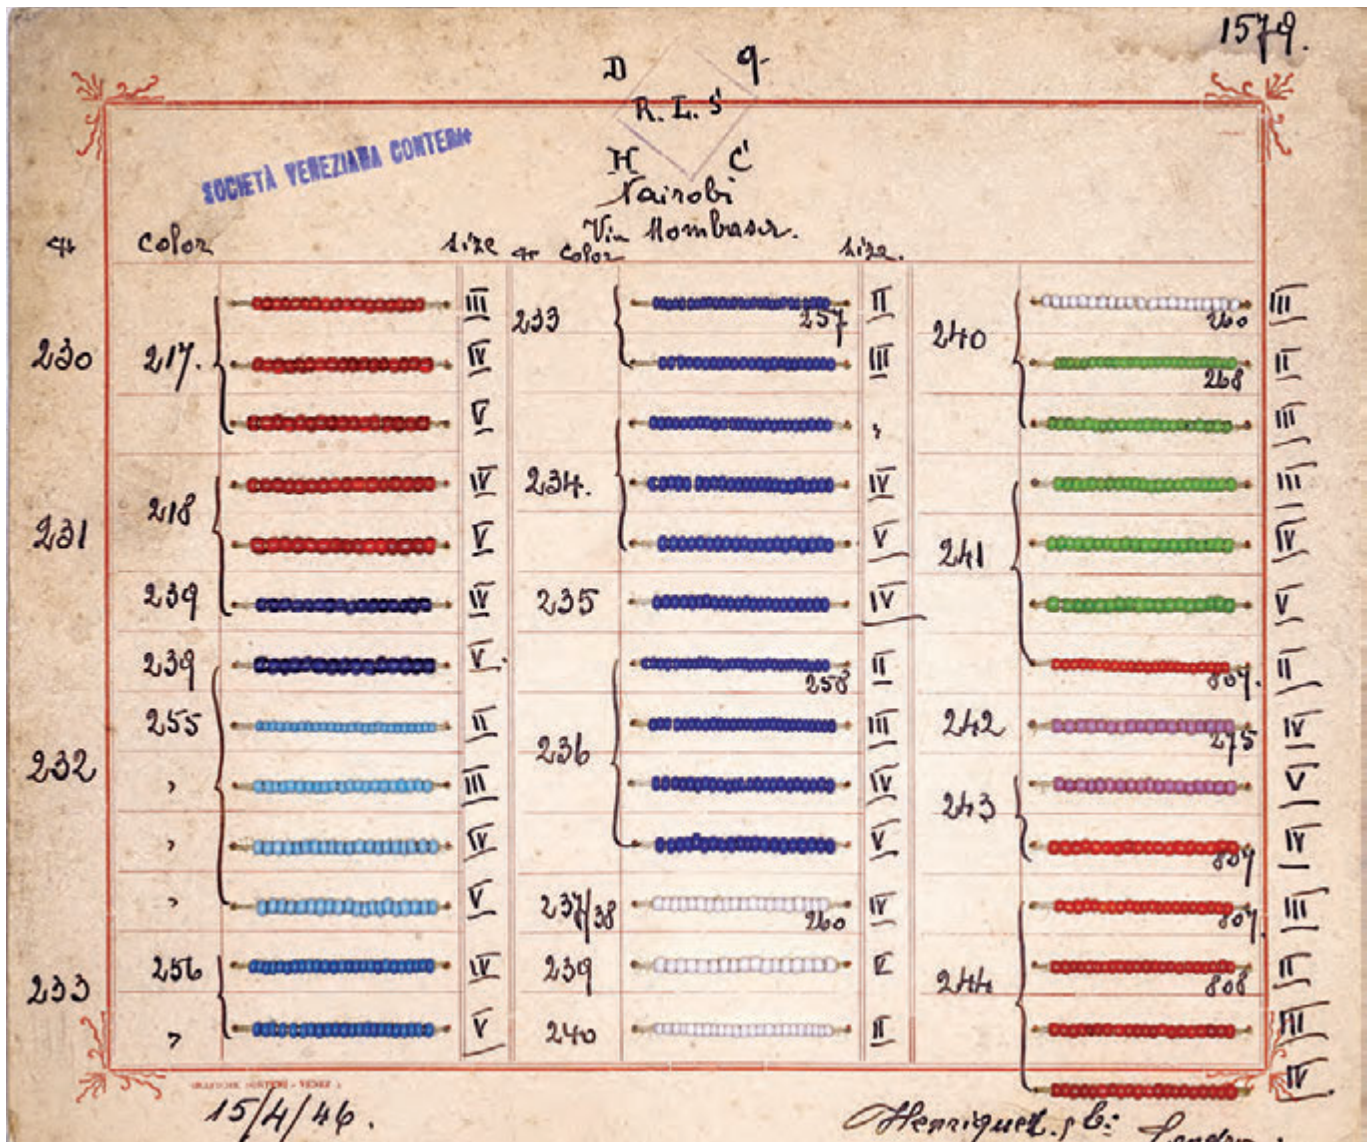 1579.
D 9-
R. L. S
H C
Nairobi
Via Mombasa.
SOCIETÀ VENEZIANA CONTERIE
# color size # color size.
230 217. III IV V
231 218 IV V
239 IV
232 239 V.
255 II
" III
" IV
" V
233 256 IV
" V
233 257 II
III
234. "
IV
V
235 IV
236 258 II
III
IV
V
237/38 260 IV
239 V
240 II
240 260 III
268 II
III
241 III
IV
V
807. II
242 275 IV
243 V
807 IV
244 807. III
808 II
III
IV
15/4/46.
Henriquez